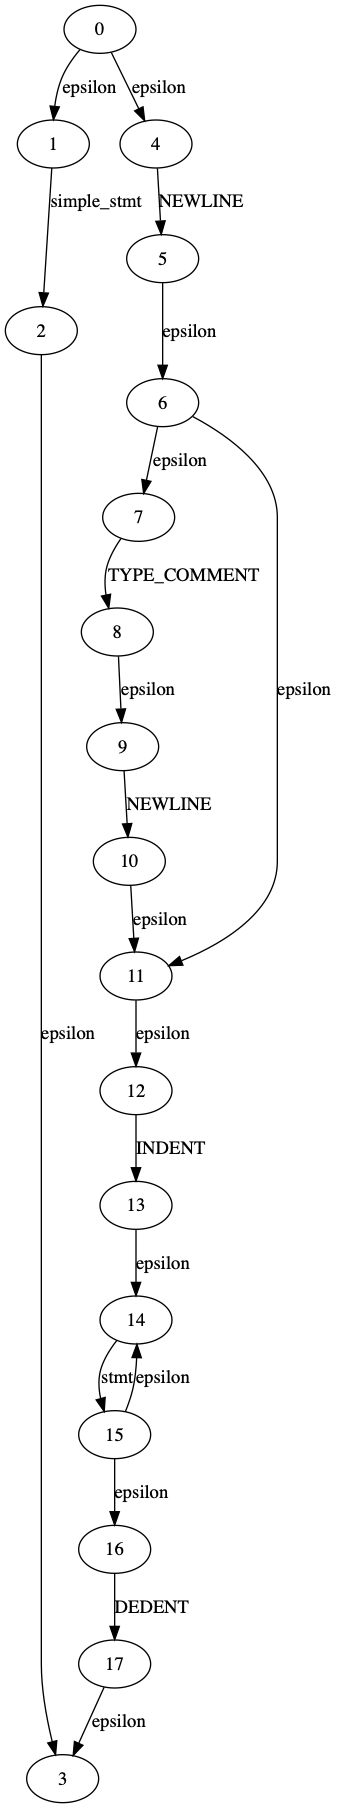 0
epsilon epsilon
1 4
simple_stmt NEWLINE
5
2 epsilon
6
epsilon
7
TYPE_COMMENT
8
epsilon epsilon
9
NEWLINE
10
epsilon
11
epsilon epsilon
12
INDENT
13
epsilon
14
stmt epsilon
15
epsilon
16
DEDENT
17
epsilon
3